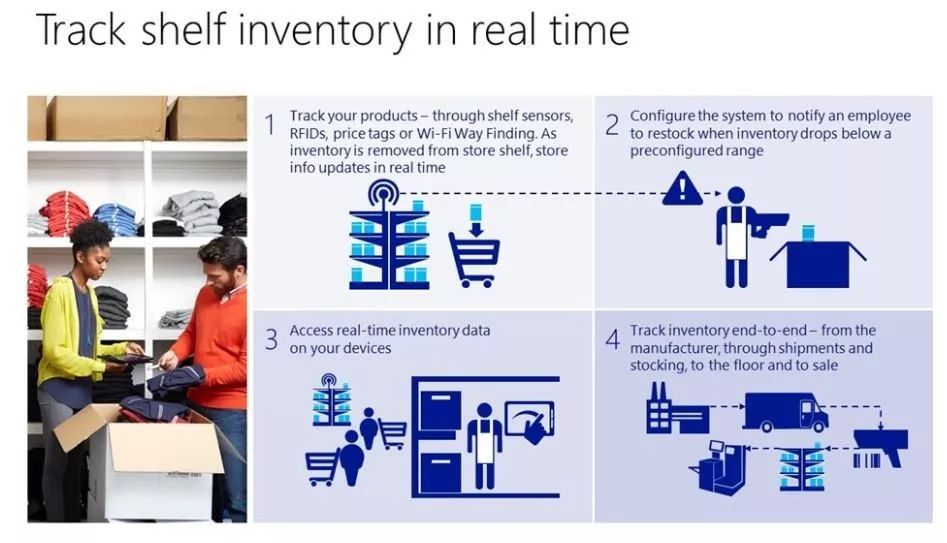 Track shelf inventory in real time
1
Track your products – through shelf sensors,
RFIDs, price tags or Wi-Fi Way Finding. As
inventory is removed from store shelf, store
info updates in real time
2
Configure the system to notify an employee
to restock when inventory drops below a
preconfigured range
3
Access real-time inventory data
on your devices
4
Track inventory end-to-end – from the
manufacturer, through shipments and
stocking, to the floor and to sale